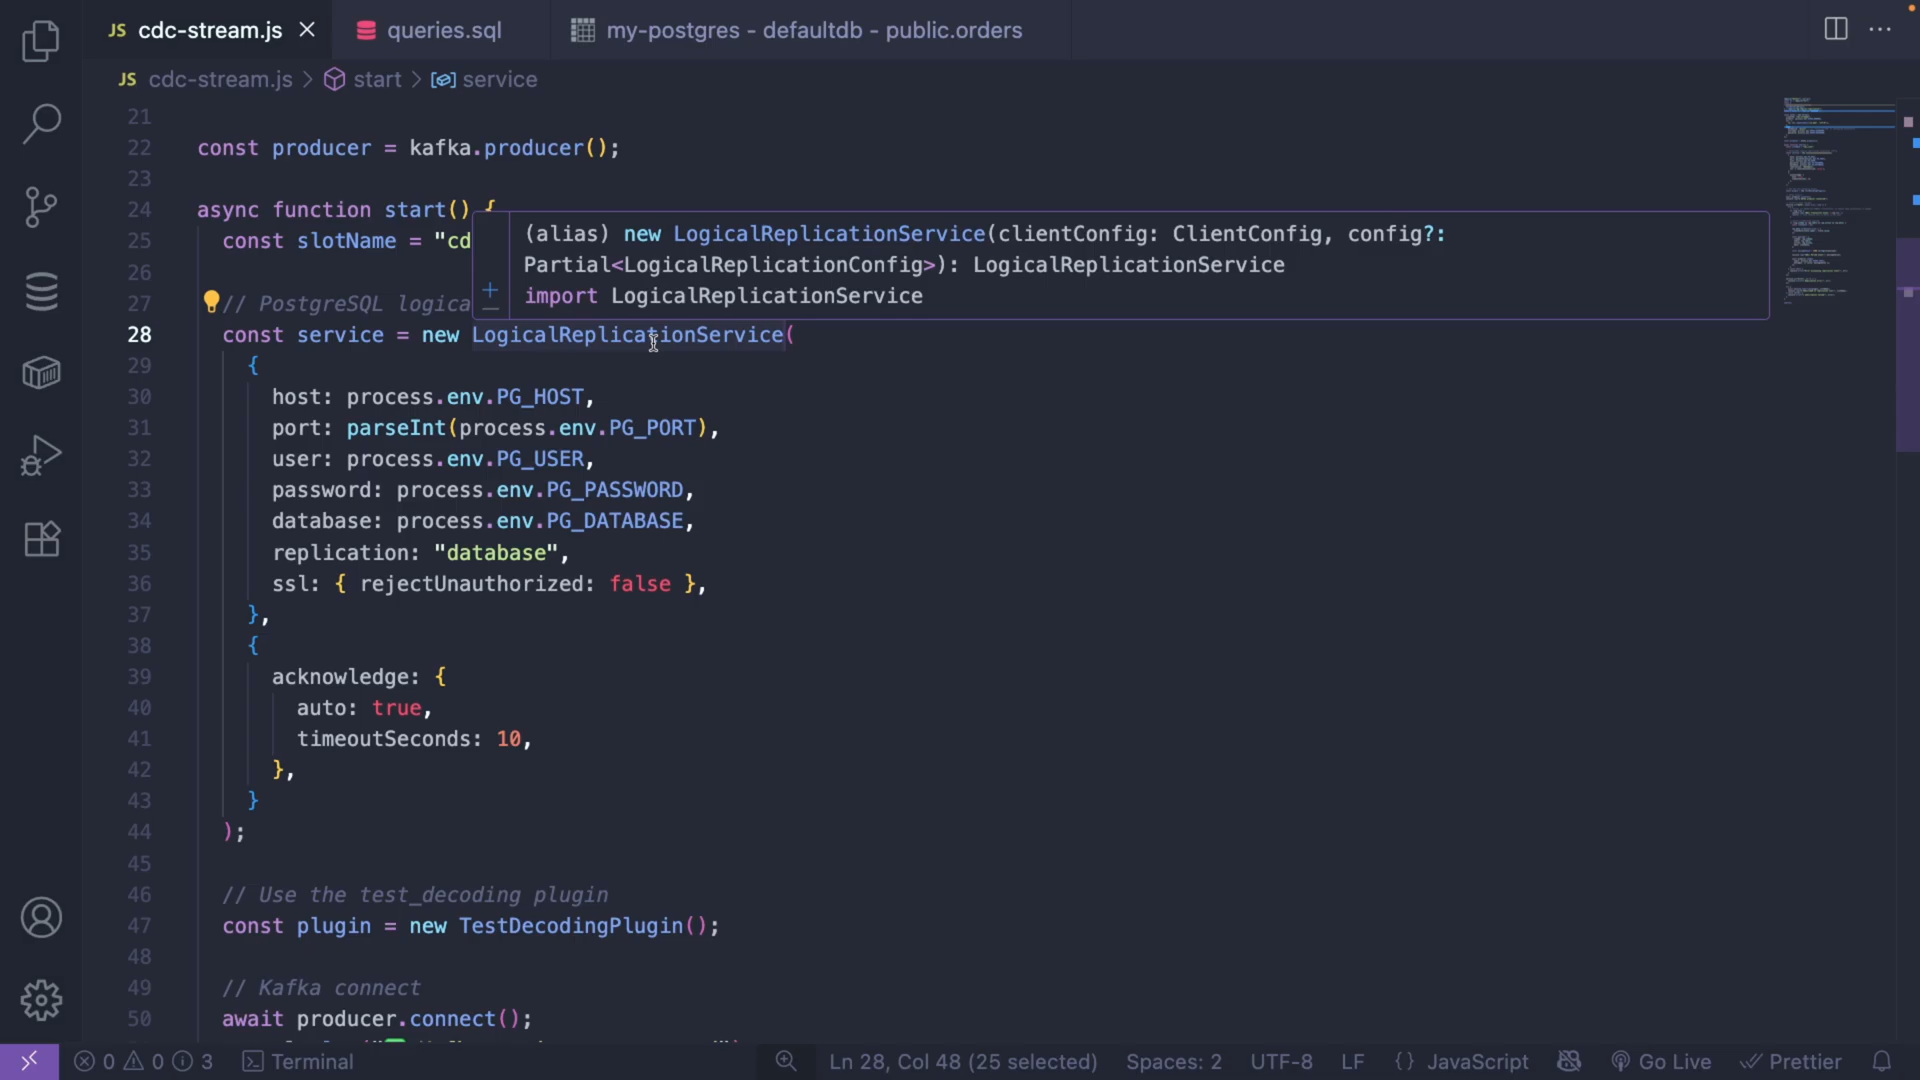 JS cdc-stream.js
queries.sql
my-postgres - defaultdb - public.orders
JS cdc-stream.js > start > service
21
22 const producer = kafka.producer();
23
24 async function start() {
25 const slotName = "cd
26
27 // PostgreSQL logica
(alias) new LogicalReplicationService(clientConfig: ClientConfig, config?:
Partial<LogicalReplicationConfig>): LogicalReplicationService
import LogicalReplicationService
28 const service = new LogicalReplicationService(
29 {
30 host: process.env.PG_HOST,
31 port: parseInt(process.env.PG_PORT),
32 user: process.env.PG_USER,
33 password: process.env.PG_PASSWORD,
34 database: process.env.PG_DATABASE,
35 replication: "database",
36 ssl: { rejectUnauthorized: false },
37 },
38 {
39 acknowledge: {
40 auto: true,
41 timeoutSeconds: 10,
42 },
43 }
44 );
45
46 // Use the test_decoding plugin
47 const plugin = new TestDecodingPlugin();
48
49 // Kafka connect
50 await producer.connect();
0 0 3 Terminal Ln 28, Col 48 (25 selected) Spaces: 2 UTF-8 LF {} JavaScript Go Live Prettier